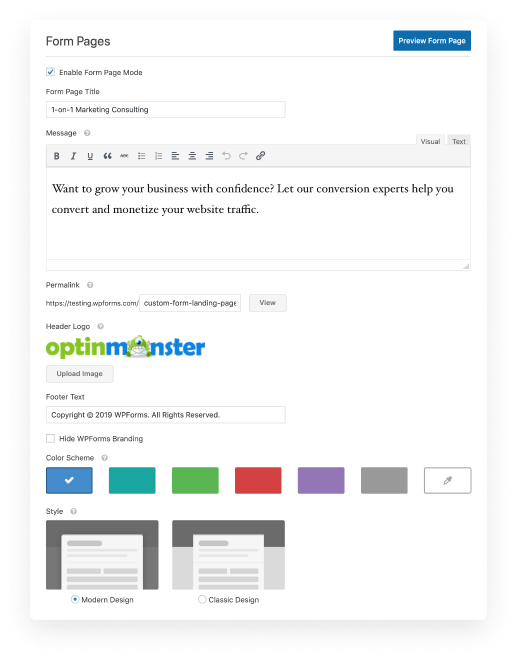 Form Pages
Preview Form Page
Enable Form Page Mode
Form Page Title
1-on-1 Marketing Consulting
Message
Visual Text
B I U ABC
Want to grow your business with confidence? Let our conversion experts help you
convert and monetize your website traffic.
Permalink
https://testing.wpforms.com/ custom-form-landing-page View
Header Logo
optinmonster
Upload Image
Footer Text
Copyright © 2019 WPForms. All Rights Reserved.
Hide WPForms Branding
Color Scheme
Style
Modern Design Classic Design